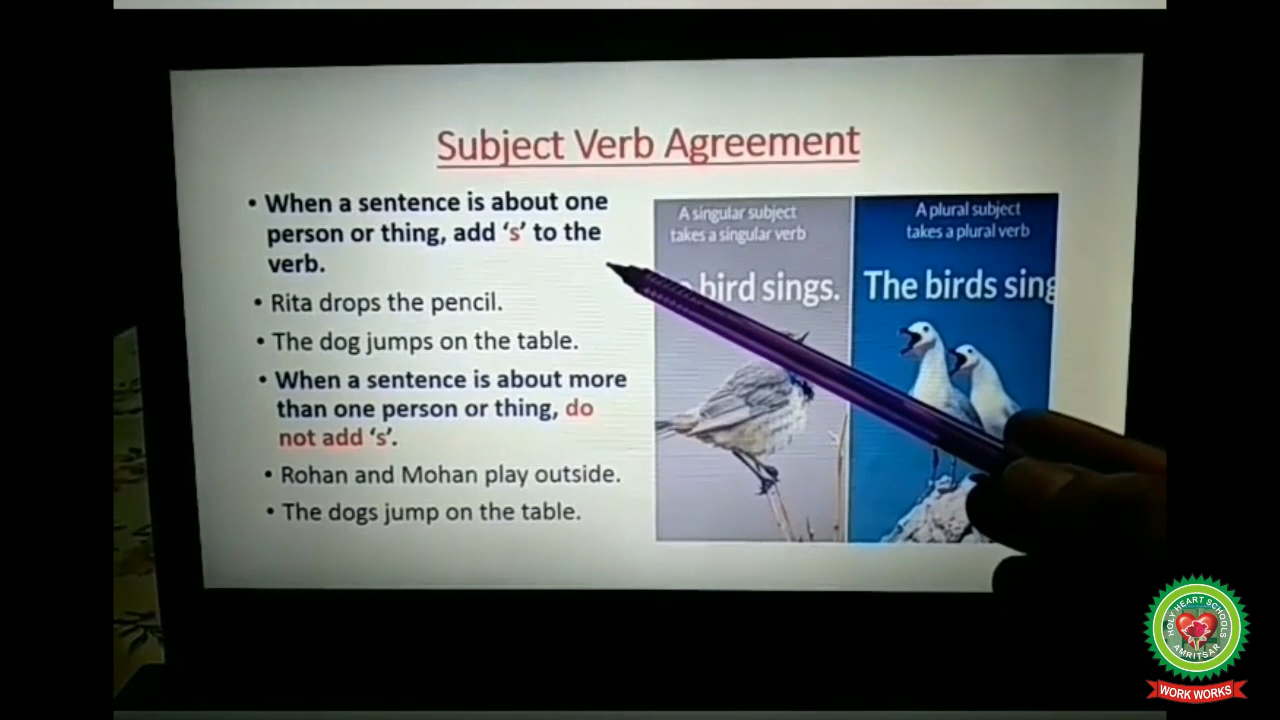 Subject Verb Agreement
When a sentence is about one
person or thing, add ‘s’ to the
verb.
• Rita drops the pencil.
• The dog jumps on the table.
• When a sentence is about more
than one person or thing, do
not add ‘s’.
• Rohan and Mohan play outside.
• The dogs jump on the table.
A singular subject
takes a singular verb
bird sings.
A plural subject
takes a plural verb
The birds sing
HOLY HEART SCHOOLS
AMRITSAR
WORK WORKS